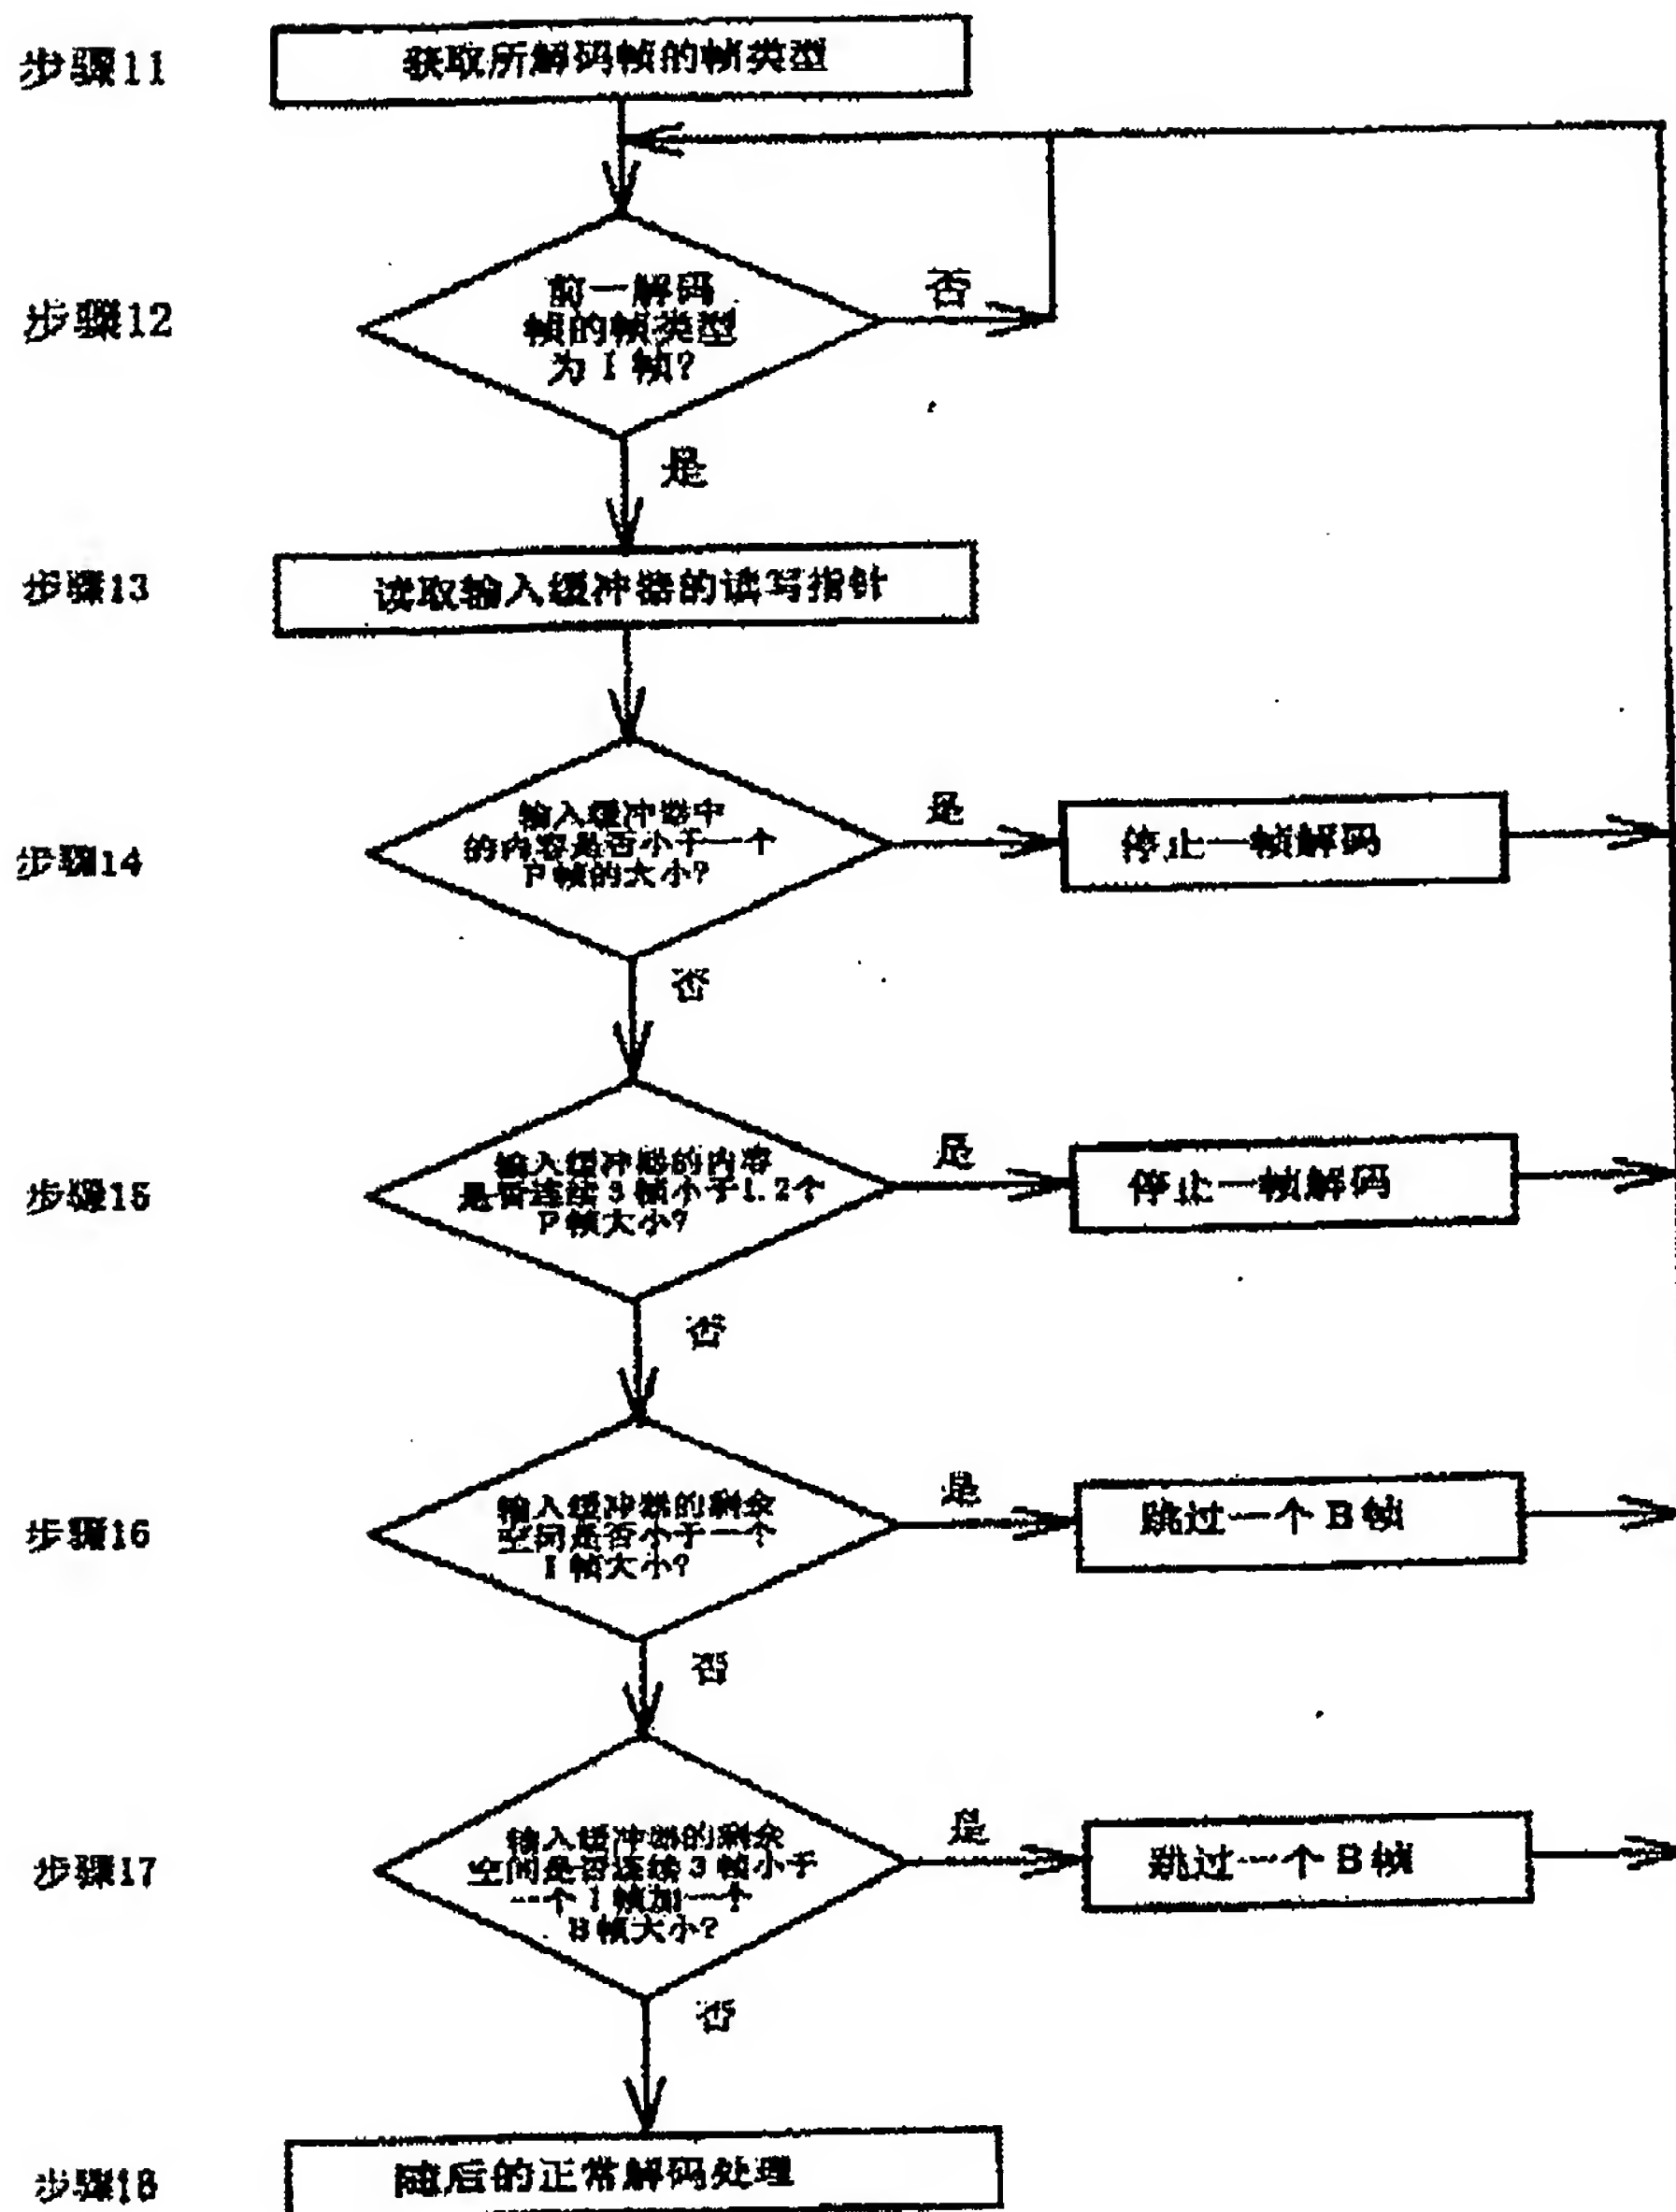 步骤11
获取所解码帧的帧类型
步骤12
前一解码
帧的帧类型
为 I 帧?
否
是
步骤13
读取输入缓冲器的读写指针
步骤14
输入缓冲器中
的内容是否小于一个
P 帧的大小?
是
停止一帧解码
否
步骤15
输入缓冲器的内容
是否连续 3 帧小于1.2个
P 帧大小?
是
停止一帧解码
否
步骤16
输入缓冲器的剩余
空间是否小于一个
I 帧大小?
是
跳过一个 B 帧
否
步骤17
输入缓冲器的剩余
空间是否连续 3 帧小于
一个 I 帧加一个
B 帧大小?
是
跳过一个 B 帧
否
步骤18
随后的正常解码处理